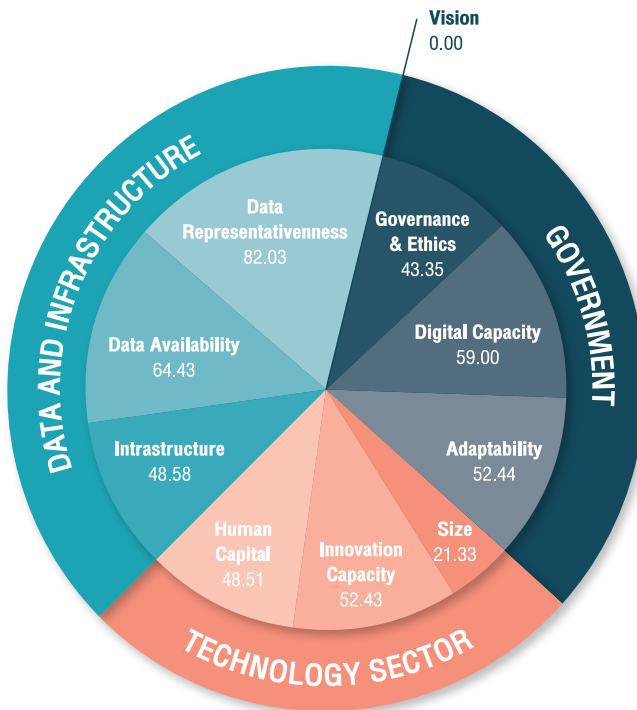 Vision
0.00
DATA AND INFRASTRUCTURE
GOVERNMENT
TECHNOLOGY SECTOR
Data
Representativenness
82.03
Governance
& Ethics
43.35
Digital Capacity
59.00
Data Availability
64.43
Adaptability
52.44
Intrastructure
48.58
Size
21.33
Human
Capital
48.51
Innovation
Capacity
52.43